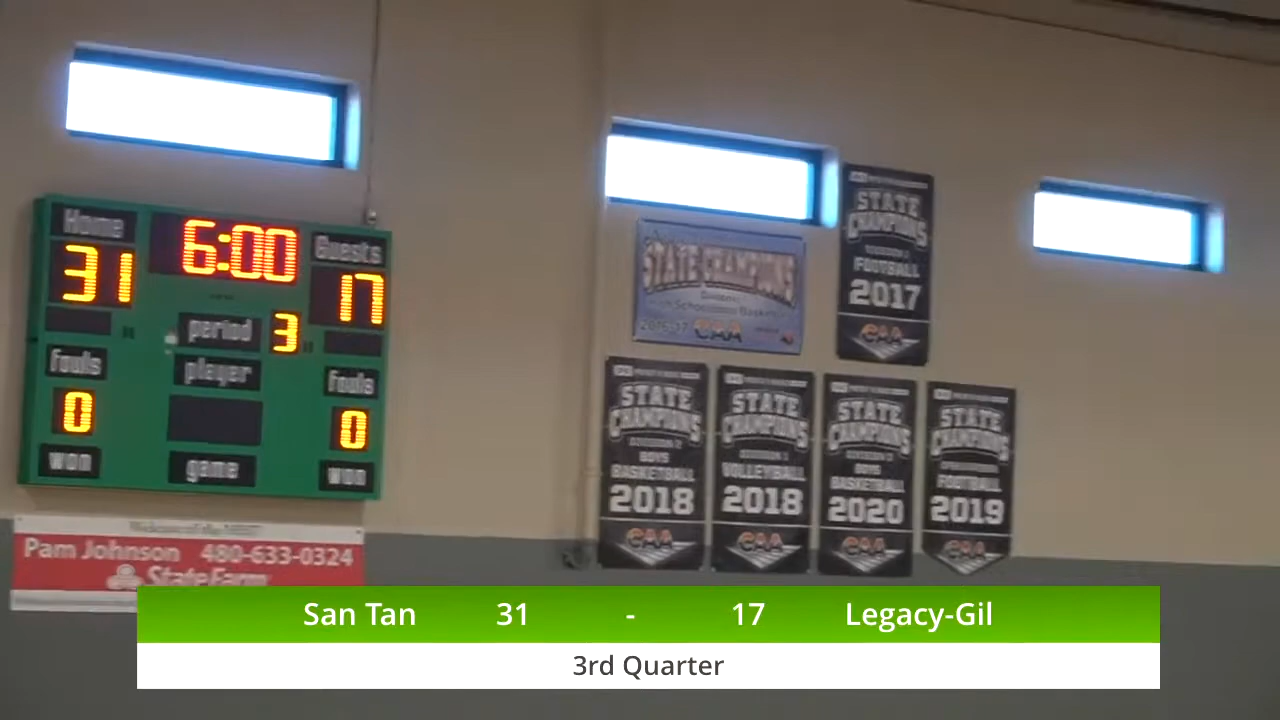 Home
6:00
Guests
31
17
period
3
fouls
player
fouls
0
0
won
game
won
STATE CHAMPIONS
2016-17
CAA
STATE
CHAMPIONS
FOOTBALL
2017
CAA
STATE
CHAMPIONS
BOYS
BASKETBALL
2018
CAA
STATE
CHAMPIONS
VOLLEYBALL
2018
CAA
STATE
CHAMPIONS
BOYS
BASKETBALL
2020
CAA
STATE
CHAMPIONS
FOOTBALL
2019
CAA
Pam Johnson 480-633-0324
State Farm
San Tan 31 - 17 Legacy-Gil
3rd Quarter